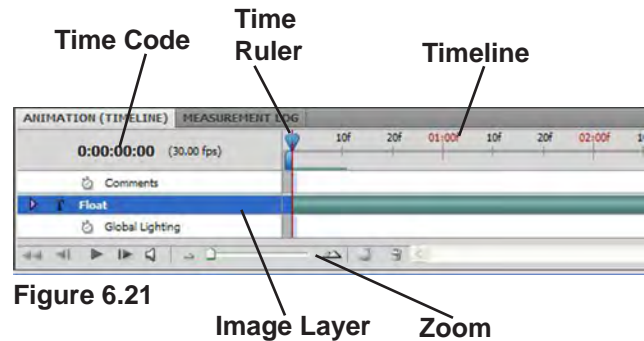 Time
Time Code
Ruler
Timeline
ANIMATION (TIMELINE) MEASUREMENT LOG
0:00:00:00 (30.00 fps)
10f 20f 01:00f 10f 20f 02:00f 1
Comments
T Float
Global Lighting
Figure 6.21
Image Layer
Zoom